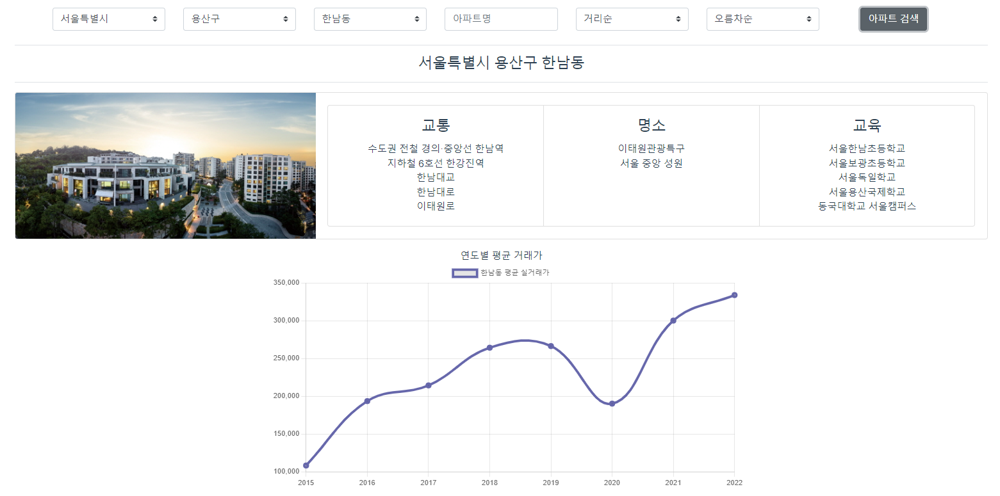 서울특별시 용산구 한남동 아파트명 거리순 오름차순 아파트 검색
서울특별시 용산구 한남동
교통
수도권 전철 경의·중앙선 한남역
지하철 6호선 한강진역
한남대교
한남대로
이태원로
명소
이태원관광특구
서울 중앙 성원
교육
서울한남초등학교
서울보광초등학교
서울독일학교
서울용산국제학교
동국대학교 서울캠퍼스
연도별 평균 거래가
한남동 평균 실거래가
350,000
300,000
250,000
200,000
150,000
100,000
2015 2016 2017 2018 2019 2020 2021 2022